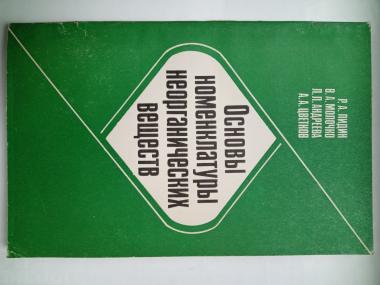 Р.А.ЛИДИН
В.А.МОЛОЧКО
Л.Л.АНДРЕЕВА
А.А.ЦВЕТКОВ
Основы
номенклатуры
неорганических
веществ